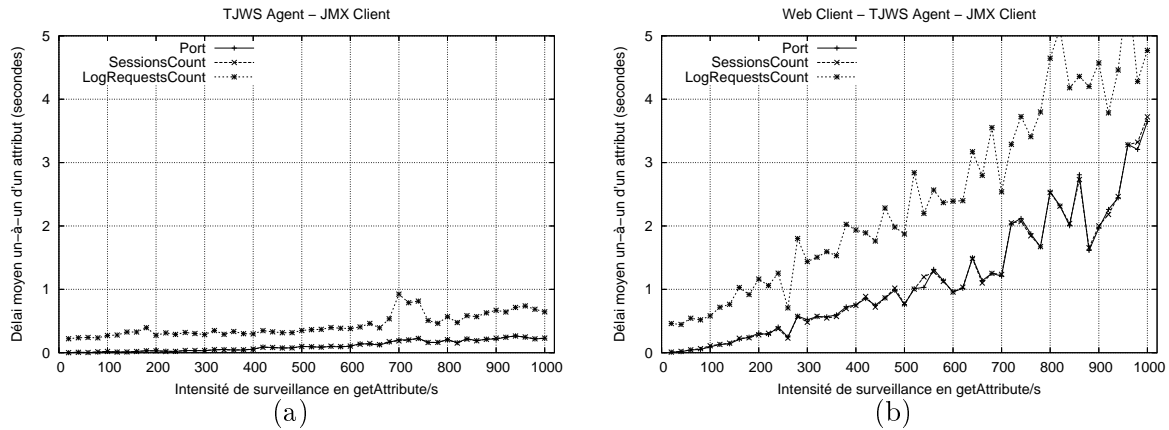 TJWS Agent – JMX Client
Délai moyen un−à−un d'un attribut (secondes)
5
4
3
2
1
0
Port
SessionsCount
LogRequestsCount
0 100 200 300 400 500 600 700 800 900 1000
Intensité de surveillance en getAttribute/s
(a)
Web Client – TJWS Agent – JMX Client
Délai moyen un−à−un d'un attribut (secondes)
5
4
3
2
1
0
Port
SessionsCount
LogRequestsCount
0 100 200 300 400 500 600 700 800 900 1000
Intensité de surveillance en getAttribute/s
(b)